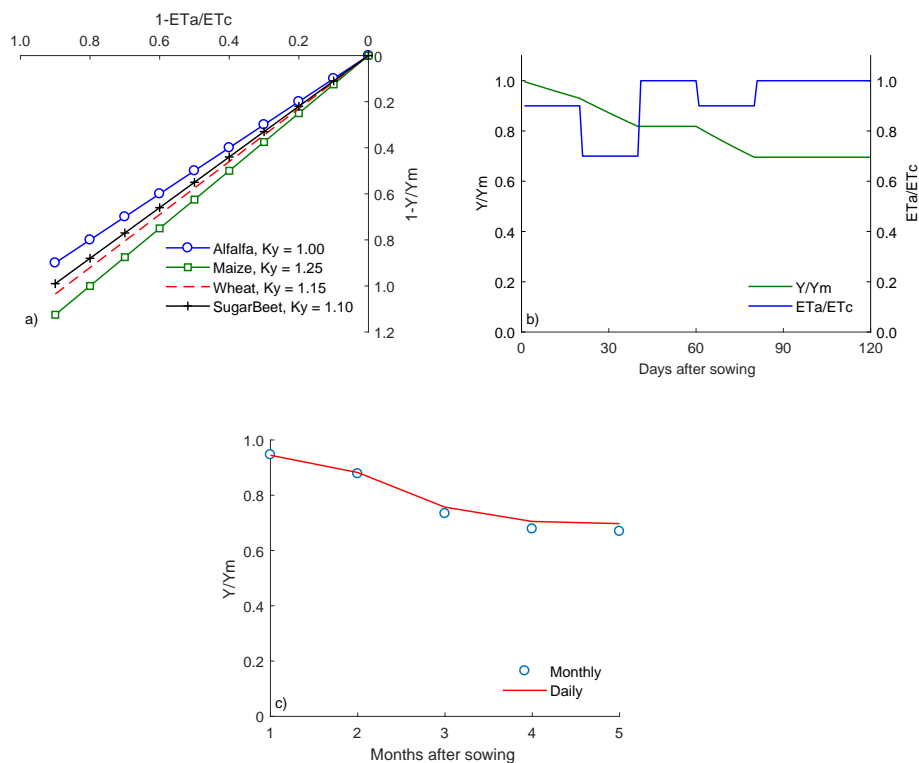 1-ETa/ETc
1.0 0.8 0.6 0.4 0.2 0
0
0.2
0.4
0.6
0.8
1.0
1.2
1-Y/Ym
Alfalfa, Ky = 1.00
Maize, Ky = 1.25
Wheat, Ky = 1.15
SugarBeet, Ky = 1.10
a)
1.0
0.8
0.6
0.4
0.2
0.0
Y/Ym
1.0
0.8
0.6
0.4
0.2
0.0
ETa/ETc
Y/Ym
ETa/ETc
b)
0 30 60 90 120
Days after sowing
1.0
0.8
0.6
0.4
0.2
0
Y/Ym
Monthly
Daily
c)
1 2 3 4 5
Months after sowing